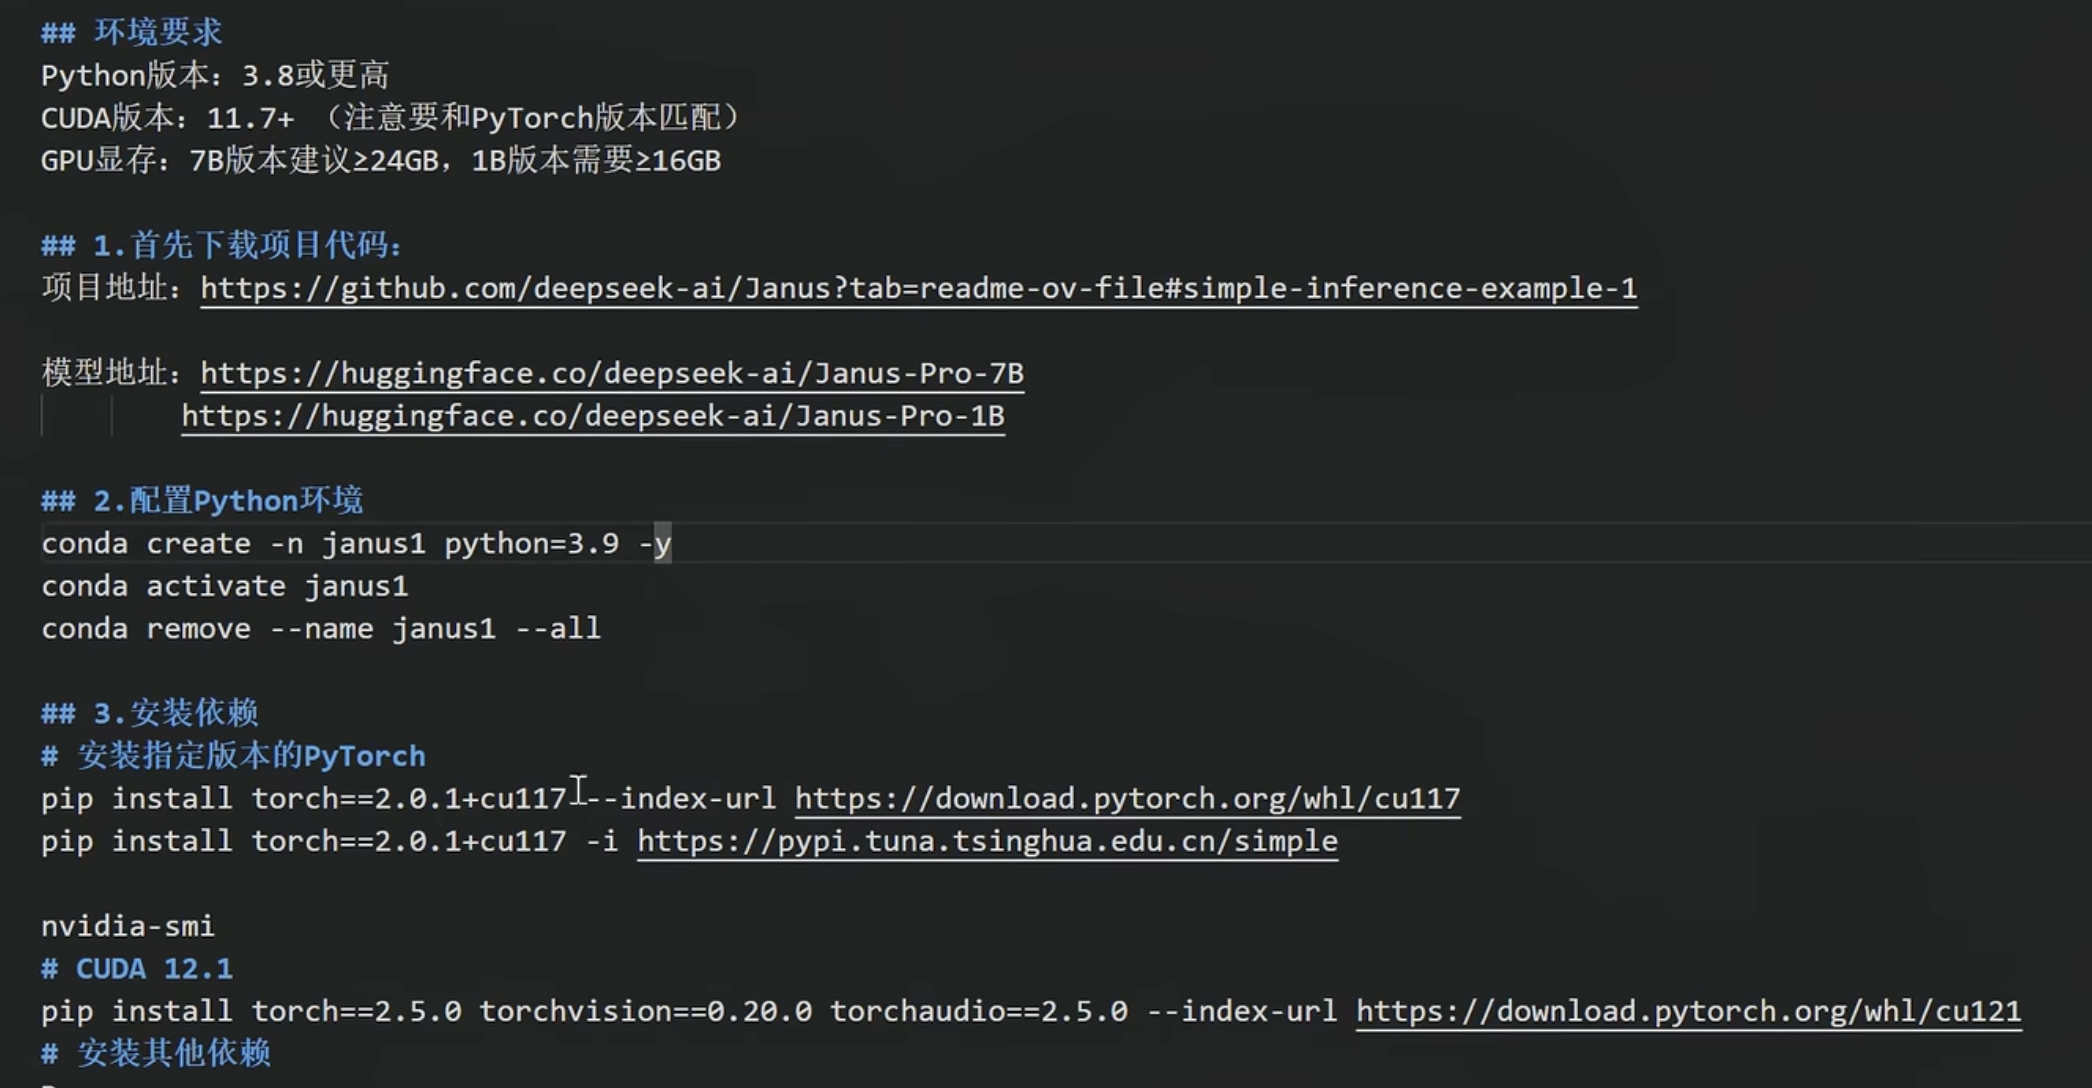 ## 环境要求
Python版本：3.8或更高
CUDA版本：11.7+ （注意要和PyTorch版本匹配）
GPU显存：7B版本建议≥24GB，1B版本需要≥16GB
## 1.首先下载项目代码：
项目地址：https://github.com/deepseek-ai/Janus?tab=readme-ov-file#simple-inference-example-1
模型地址：https://huggingface.co/deepseek-ai/Janus-Pro-7B
https://huggingface.co/deepseek-ai/Janus-Pro-1B
## 2.配置Python环境
conda create -n janus1 python=3.9 -y
conda activate janus1
conda remove --name janus1 --all
## 3.安装依赖
# 安装指定版本的PyTorch
pip install torch==2.0.1+cu117 --index-url https://download.pytorch.org/whl/cu117
pip install torch==2.0.1+cu117 -i https://pypi.tuna.tsinghua.edu.cn/simple
nvidia-smi
# CUDA 12.1
pip install torch==2.5.0 torchvision==0.20.0 torchaudio==2.5.0 --index-url https://download.pytorch.org/whl/cu121
# 安装其他依赖